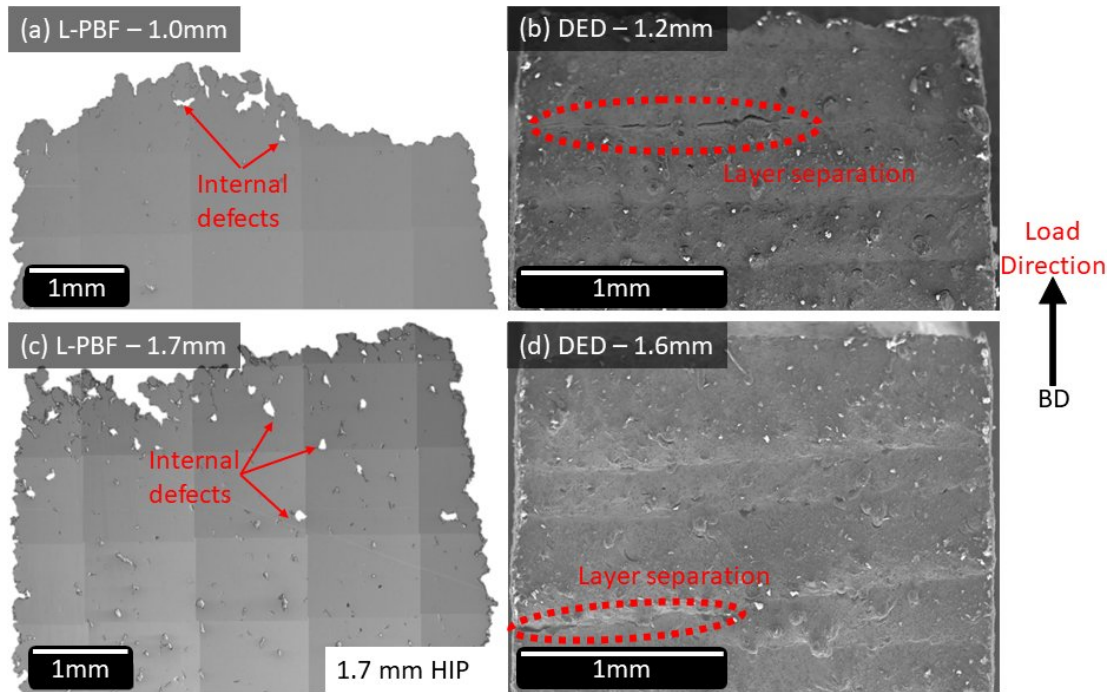 (a) L-PBF – 1.0mm
Internal
defects
1mm
(b) DED – 1.2mm
Layer separation
1mm
Load
Direction
BD
(c) L-PBF – 1.7mm
Internal
defects
1mm
1.7 mm HIP
(d) DED – 1.6mm
Layer separation
1mm